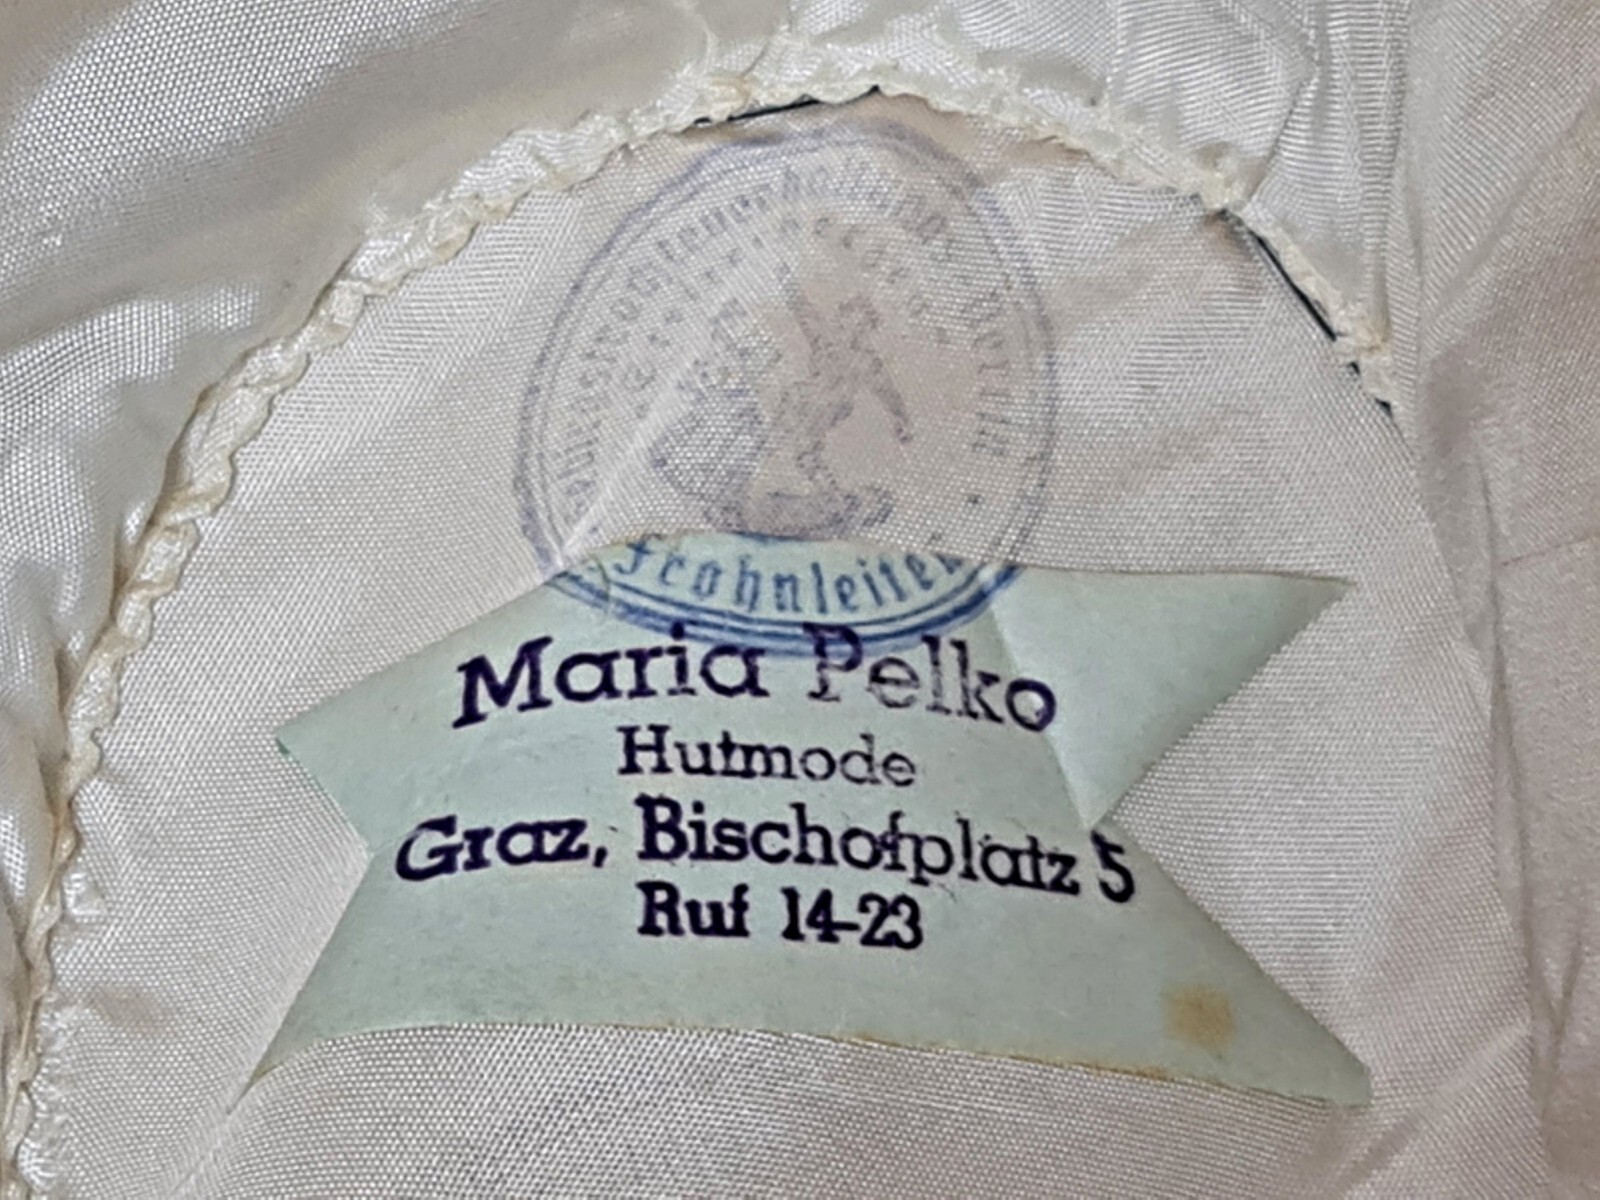 Frohnleiten
Maria Pelko
Hutmode
Graz, Bischofplatz 5
Ruf 14-23